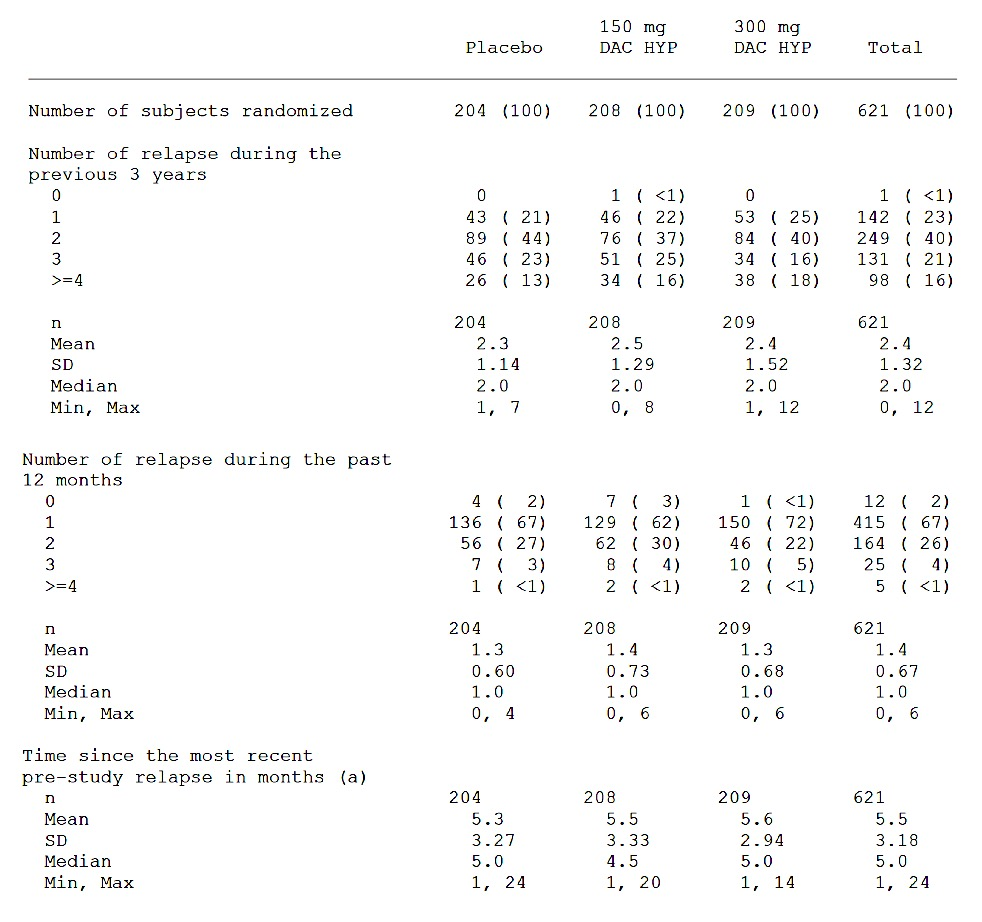 150 mg 300 mg
Placebo DAC HYP DAC HYP Total
Number of subjects randomized 204 (100) 208 (100) 209 (100) 621 (100)
Number of relapse during the
previous 3 years
0 0 1 ( <1) 0 1 ( <1)
1 43 ( 21) 46 ( 22) 53 ( 25) 142 ( 23)
2 89 ( 44) 76 ( 37) 84 ( 40) 249 ( 40)
3 46 ( 23) 51 ( 25) 34 ( 16) 131 ( 21)
>=4 26 ( 13) 34 ( 16) 38 ( 18) 98 ( 16)
n 204 208 209 621
Mean 2.3 2.5 2.4 2.4
SD 1.14 1.29 1.52 1.32
Median 2.0 2.0 2.0 2.0
Min, Max 1, 7 0, 8 1, 12 0, 12
Number of relapse during the past
12 months
0 4 ( 2) 7 ( 3) 1 ( <1) 12 ( 2)
1 136 ( 67) 129 ( 62) 150 ( 72) 415 ( 67)
2 56 ( 27) 62 ( 30) 46 ( 22) 164 ( 26)
3 7 ( 3) 8 ( 4) 10 ( 5) 25 ( 4)
>=4 1 ( <1) 2 ( <1) 2 ( <1) 5 ( <1)
n 204 208 209 621
Mean 1.3 1.4 1.3 1.4
SD 0.60 0.73 0.68 0.67
Median 1.0 1.0 1.0 1.0
Min, Max 0, 4 0, 6 0, 6 0, 6
Time since the most recent
pre-study relapse in months (a)
n 204 208 209 621
Mean 5.3 5.5 5.6 5.5
SD 3.27 3.33 2.94 3.18
Median 5.0 4.5 5.0 5.0
Min, Max 1, 24 1, 20 1, 14 1, 24